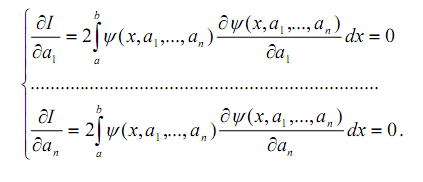 ∂I/∂a₁ = 2∫ₐᵇ ψ(x, a₁,..., aₙ) ∂ψ(x, a₁,..., aₙ)/∂a₁ dx = 0
........................................................................
∂I/∂aₙ = 2∫ₐᵇ ψ(x, a₁,..., aₙ) ∂ψ(x, a₁,..., aₙ)/∂aₙ dx = 0.